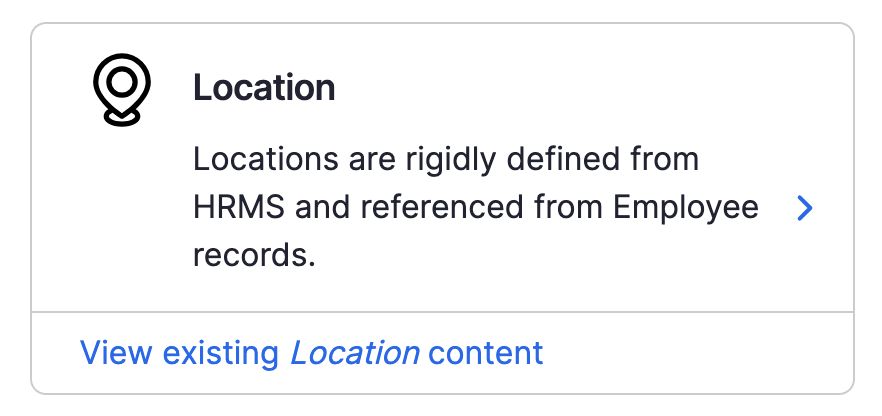 Location
Locations are rigidly defined from
HRMS and referenced from Employee
records.
View existing Location content